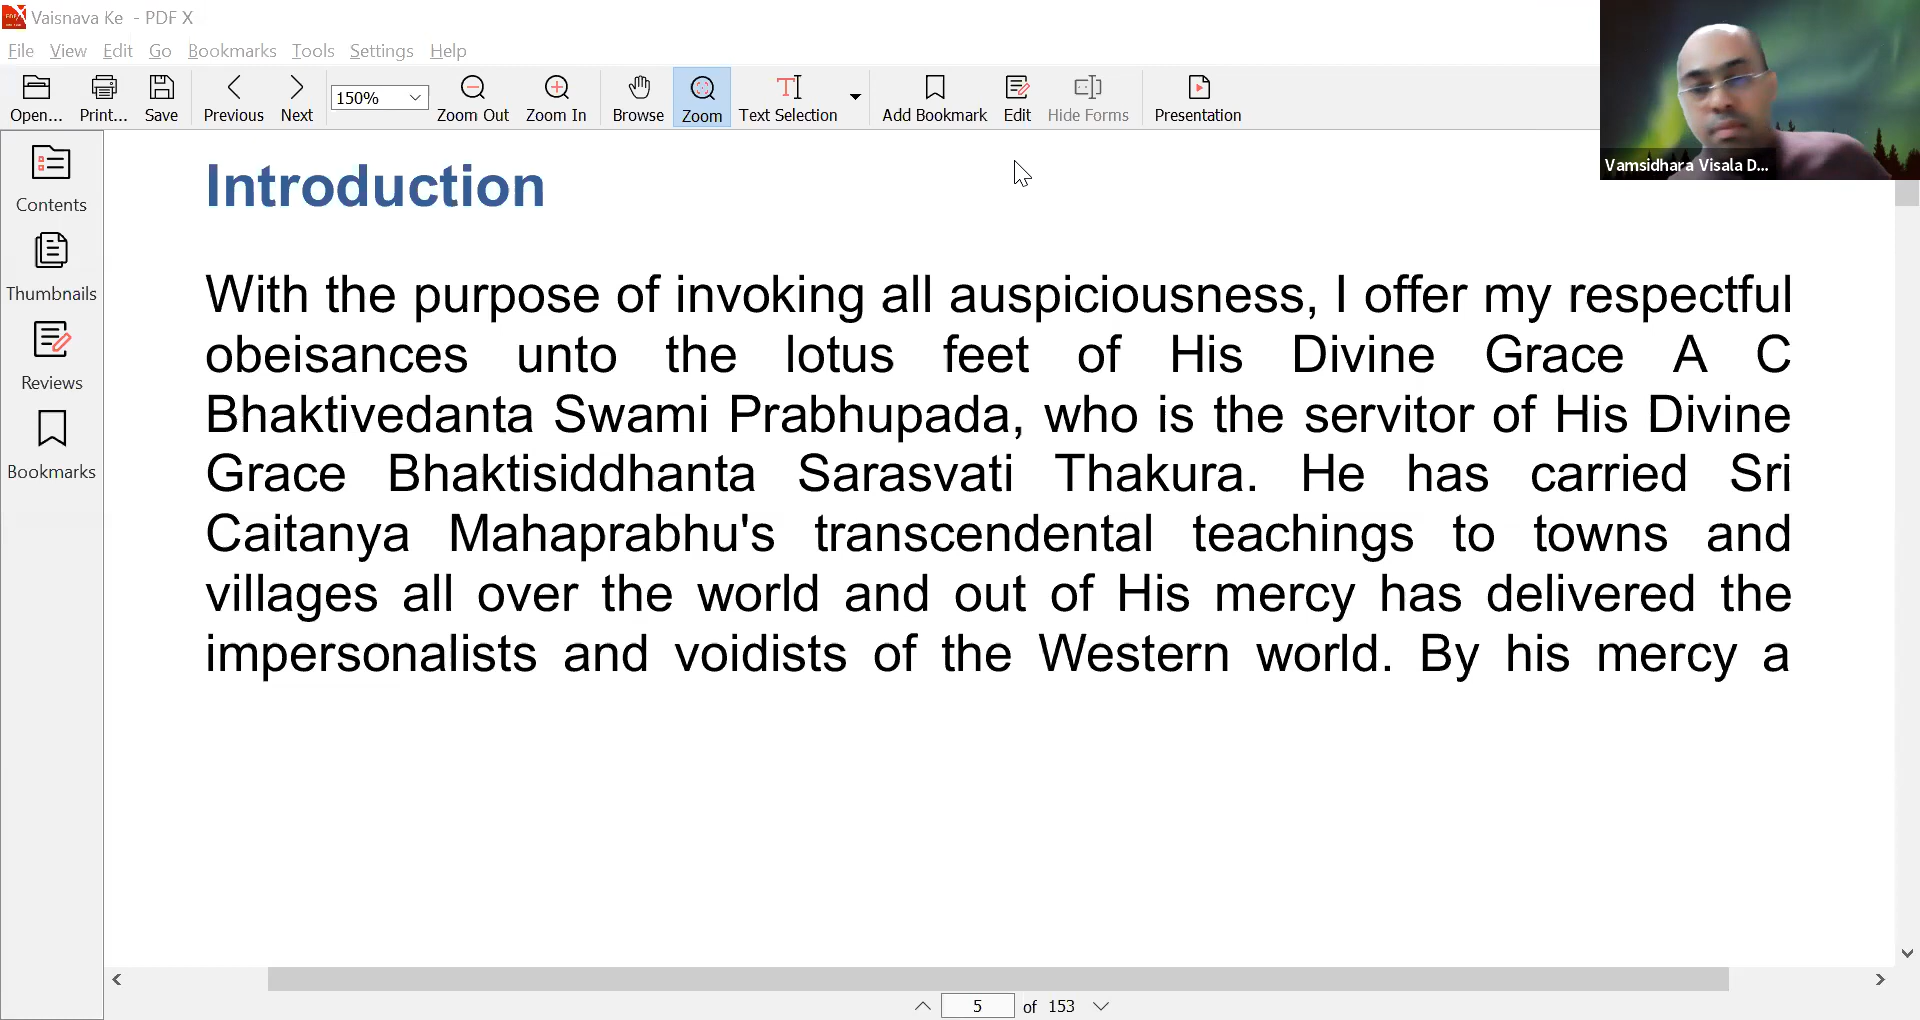 Vaisnava Ke - PDF X
File View Edit Go Bookmarks Tools Settings Help
Open... Print... Save Previous Next 150% Zoom Out Zoom In Browse Zoom Text Selection Add Bookmark Edit Hide Forms Presentation
Vamsidhara Visala D...
Contents
Thumbnails
Reviews
Bookmarks
Introduction
With the purpose of invoking all auspiciousness, I offer my respectful
obeisances unto the lotus feet of His Divine Grace A C
Bhaktivedanta Swami Prabhupada, who is the servitor of His Divine
Grace Bhaktisiddhanta Sarasvati Thakura. He has carried Sri
Caitanya Mahaprabhu's transcendental teachings to towns and
villages all over the world and out of His mercy has delivered the
impersonalists and voidists of the Western world. By his mercy a
5 of 153